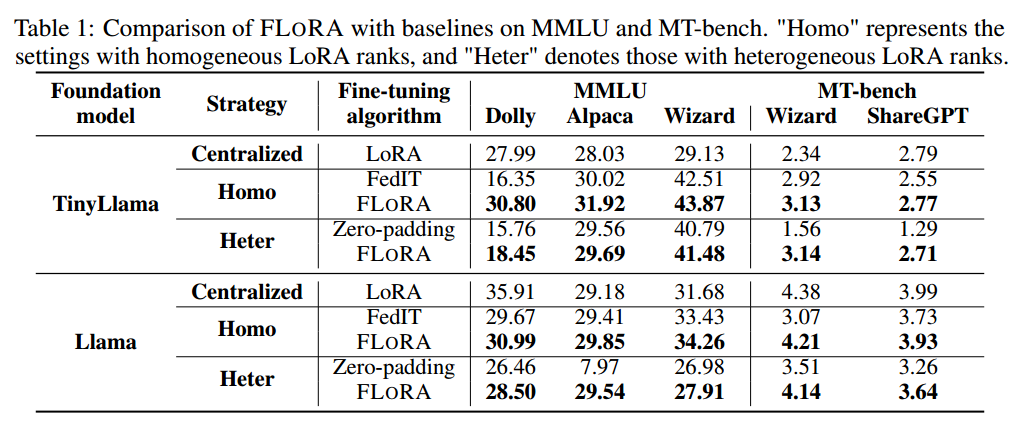 Table 1: Comparison of FLORA with baselines on MMLU and MT-bench. "Homo" represents the
settings with homogeneous LoRA ranks, and "Heter" denotes those with heterogeneous LoRA ranks.
Foundation model Strategy Fine-tuning algorithm MMLU MT-bench
Dolly Alpaca Wizard Wizard ShareGPT
TinyLlama Centralized LoRA 27.99 28.03 29.13 2.34 2.79
Homo FedIT 16.35 30.02 42.51 2.92 2.55
FLORA 30.80 31.92 43.87 3.13 2.77
Heter Zero-padding 15.76 29.56 40.79 1.56 1.29
FLORA 18.45 29.69 41.48 3.14 2.71
Llama Centralized LoRA 35.91 29.18 31.68 4.38 3.99
Homo FedIT 29.67 29.41 33.43 3.07 3.73
FLORA 30.99 29.85 34.26 4.21 3.93
Heter Zero-padding 26.46 7.97 26.98 3.51 3.26
FLORA 28.50 29.54 27.91 4.14 3.64